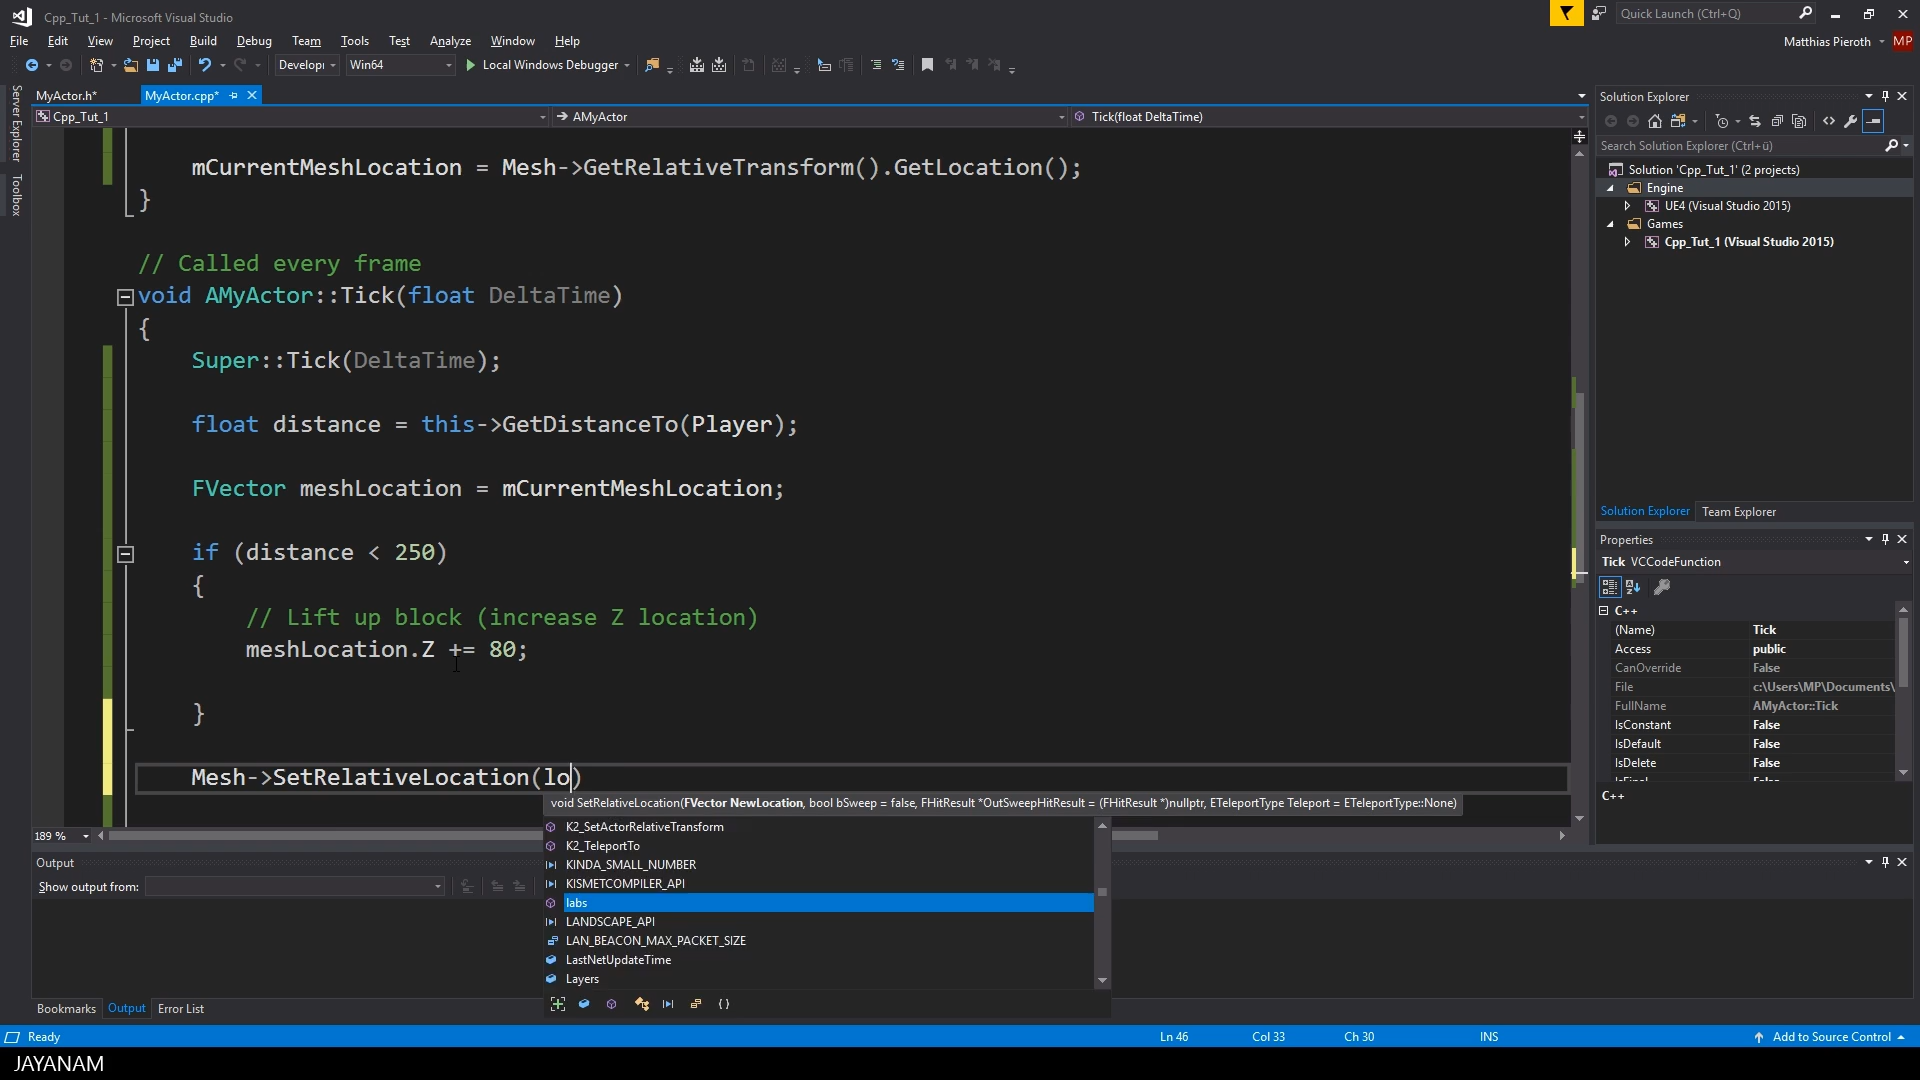 Cpp_Tut_1 - Microsoft Visual Studio
Quick Launch (Ctrl+Q)
File Edit View Project Build Debug Team Tools Test Analyze Window Help
Matthias Pieroth MP
Develop Win64 Local Windows Debugger
Server Explorer
Toolbox
MyActor.h* MyActor.cpp*
Cpp_Tut_1 AMyActor Tick(float DeltaTime)
mCurrentMeshLocation = Mesh->GetRelativeTransform().GetLocation();
}
// Called every frame
void AMyActor::Tick(float DeltaTime)
{
Super::Tick(DeltaTime);
float distance = this->GetDistanceTo(Player);
FVector meshLocation = mCurrentMeshLocation;
if (distance < 250)
{
// Lift up block (increase Z location)
meshLocation.Z += 80;
}
Mesh->SetRelativeLocation(lo)
void SetRelativeLocation(FVector NewLocation, bool bSweep = false, FHitResult *OutSweepHitResult = (FHitResult *)nullptr, ETeleportType Teleport = ETeleportType::None)
K2_SetActorRelativeTransform
K2_TeleportTo
KINDA_SMALL_NUMBER
KISMETCOMPILER_API
labs
LANDSCAPE_API
LAN_BEACON_MAX_PACKET_SIZE
LastNetUpdateTime
Layers
189 %
Output
Show output from:
Bookmarks Output Error List
Solution Explorer
Search Solution Explorer (Ctrl+ü)
Solution 'Cpp_Tut_1' (2 projects)
Engine
UE4 (Visual Studio 2015)
Games
Cpp_Tut_1 (Visual Studio 2015)
Solution Explorer Team Explorer
Properties
Tick VCCodeFunction
C++
(Name) Tick
Access public
CanOverride False
File c:\Users\MP\Documents\
FullName AMyActor::Tick
IsConstant False
IsDefault False
IsDelete False
IsFinal False
C++
Ready Ln 46 Col 33 Ch 30 INS Add to Source Control
JAYANAM